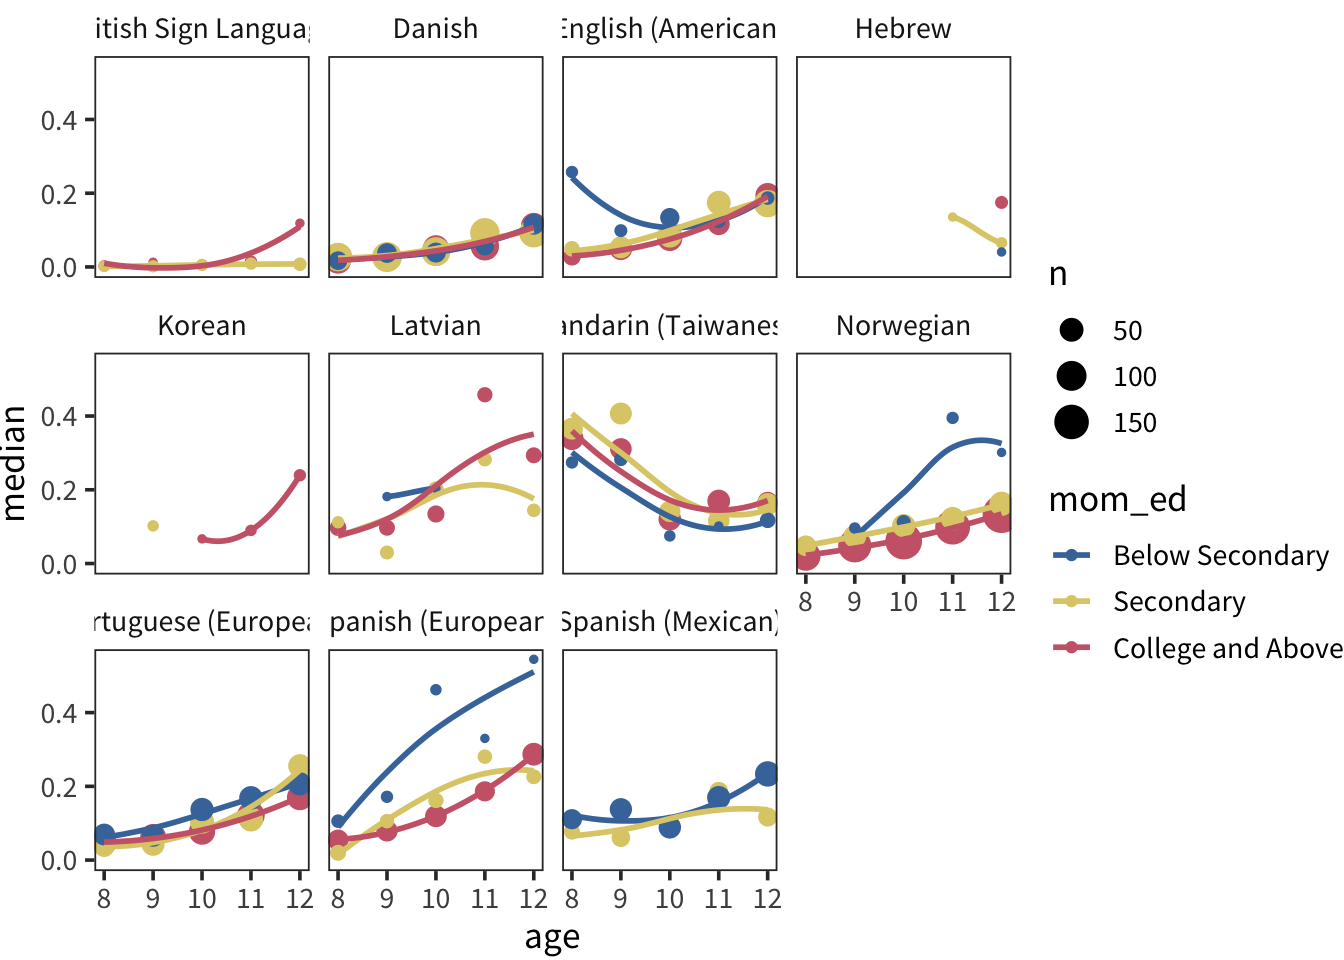 itish Sign Languag
Danish
English (American
Hebrew
0.4
0.2
0.0
Korean
Latvian
andarin (Taiwanes
Norwegian
0.4
0.2
0.0
8 9 10 11 12
rtuguese (Europea
panish (European
Spanish (Mexican)
0.4
0.2
0.0
8 9 10 11 12
8 9 10 11 12
8 9 10 11 12
age
median
n
50
100
150
mom_ed
Below Secondary
Secondary
College and Above